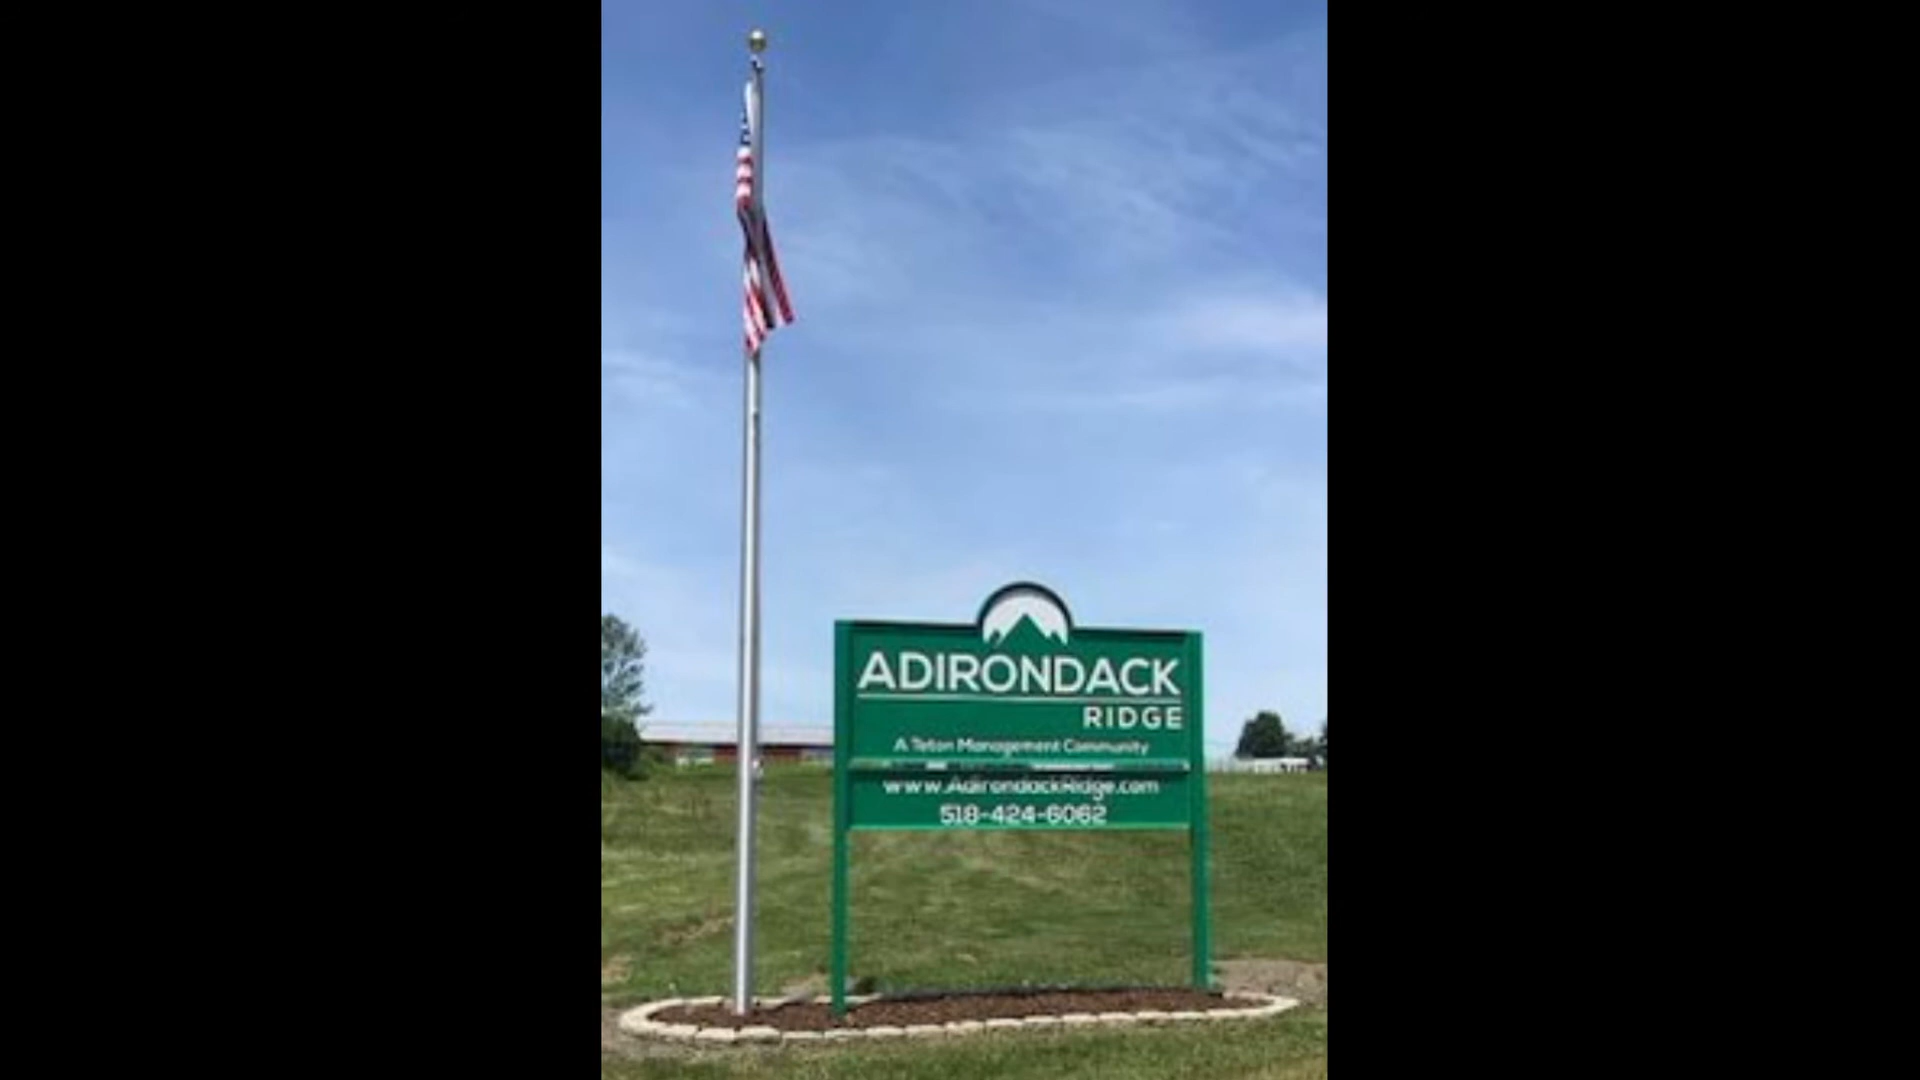 ADIRONDACK
RIDGE
A Teton Management Community
www.AdirondackRidge.com
518-424-6062